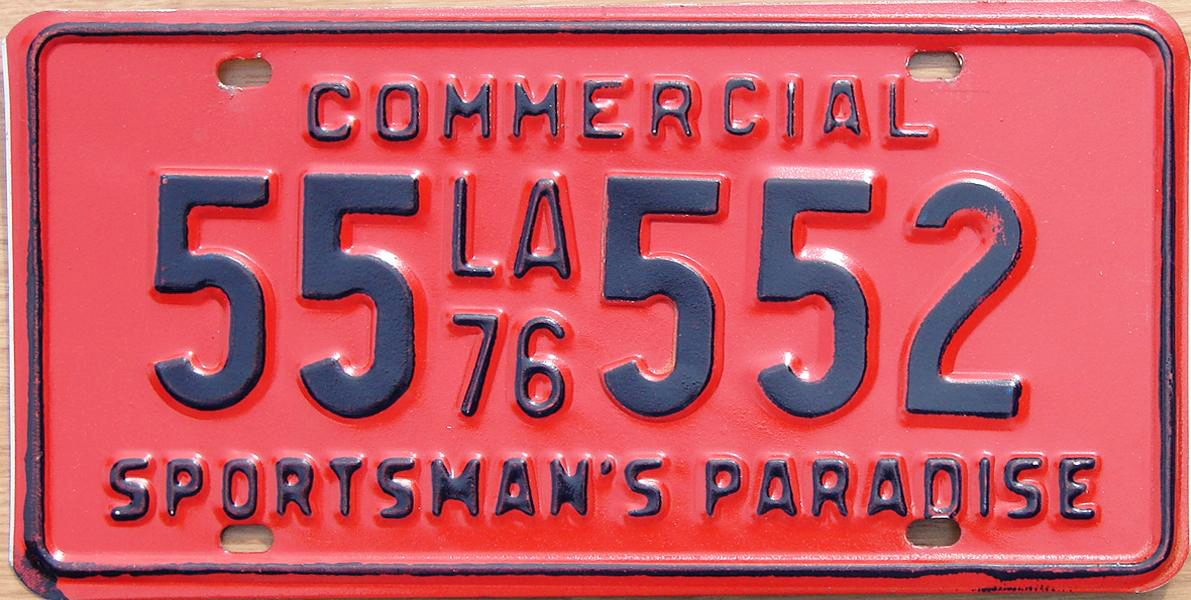 COMMERCIAL
55 LA 76 552
SPORTSMAN'S PARADISE